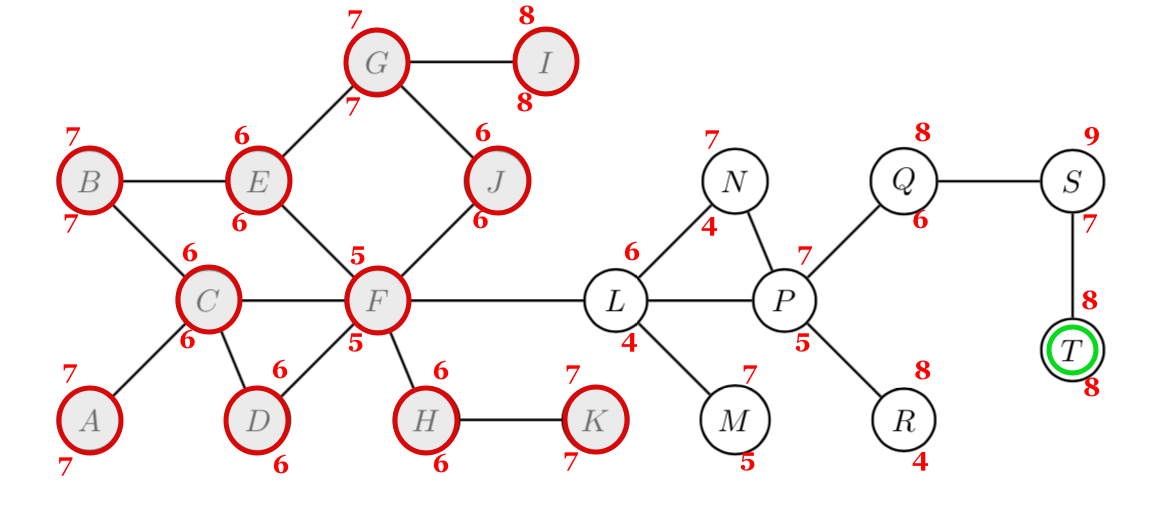 7 8
G I
7 8
7 6 6 7 8 9
B E J N Q S
7 6 6 4 6 7
6 5 6 7
C F L P
6 5 4 5
8
T
8
7 6 6 7 7 8
A D H K M R
7 6 6 7 5 4